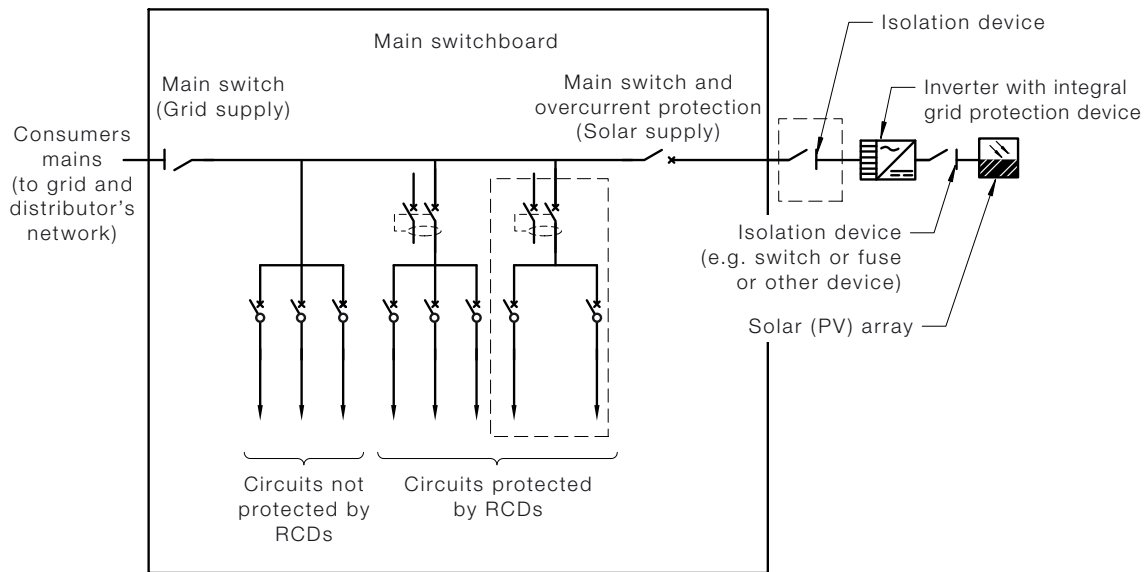 Main switchboard
Isolation device
Main switch
(Grid supply)
Main switch and
overcurrent protection
(Solar supply)
Inverter with integral
grid protection device
Consumers
mains
(to grid and
distributor's
network)
Isolation device
(e.g. switch or fuse
or other device)
Solar (PV) array
Circuits not
protected by
RCDs
Circuits protected
by RCDs